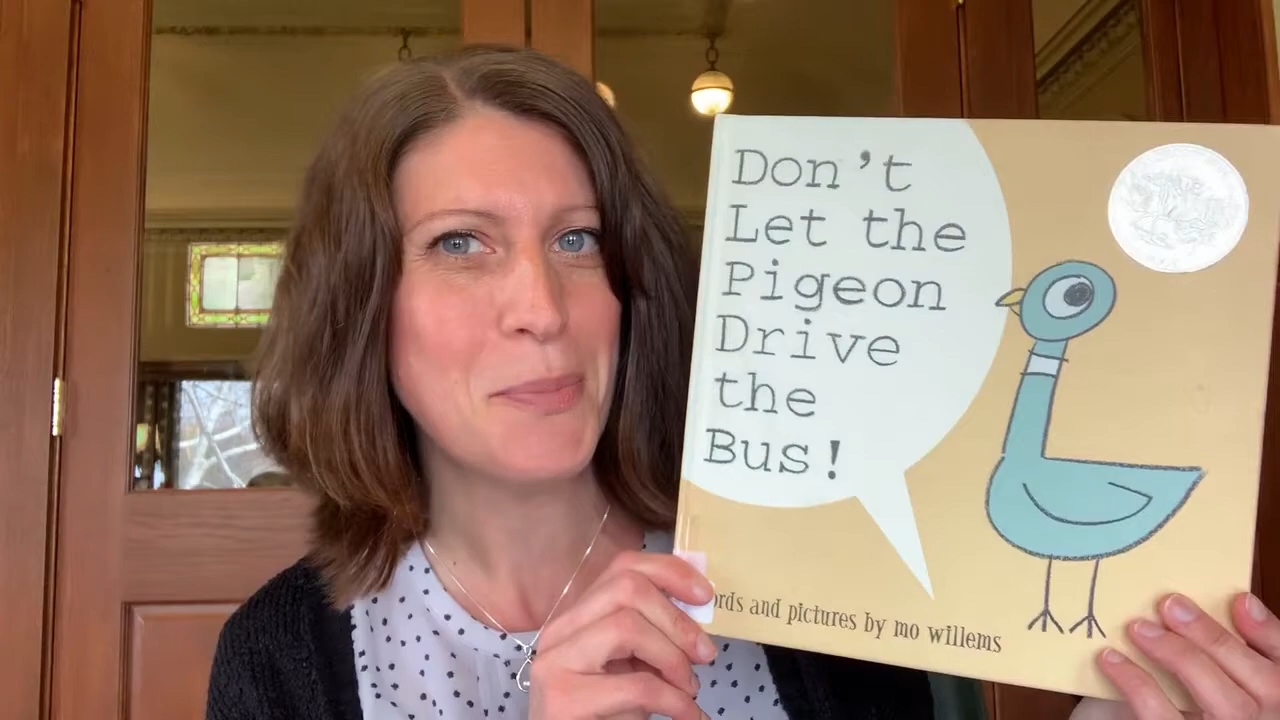 Don't
Let the
Pigeon
Drive
the
Bus!
and pictures by mo willems